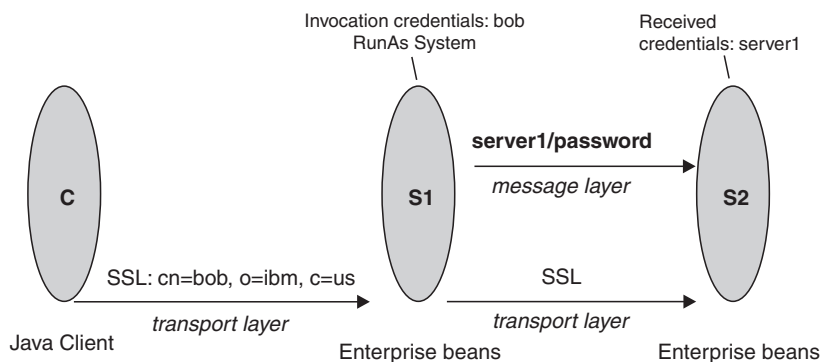 Invocation credentials: bob
RunAs System
Received
credentials: server1
server1/password
message layer
C
S1
S2
SSL: cn=bob, o=ibm, c=us
SSL
transport layer
transport layer
Java Client
Enterprise beans
Enterprise beans